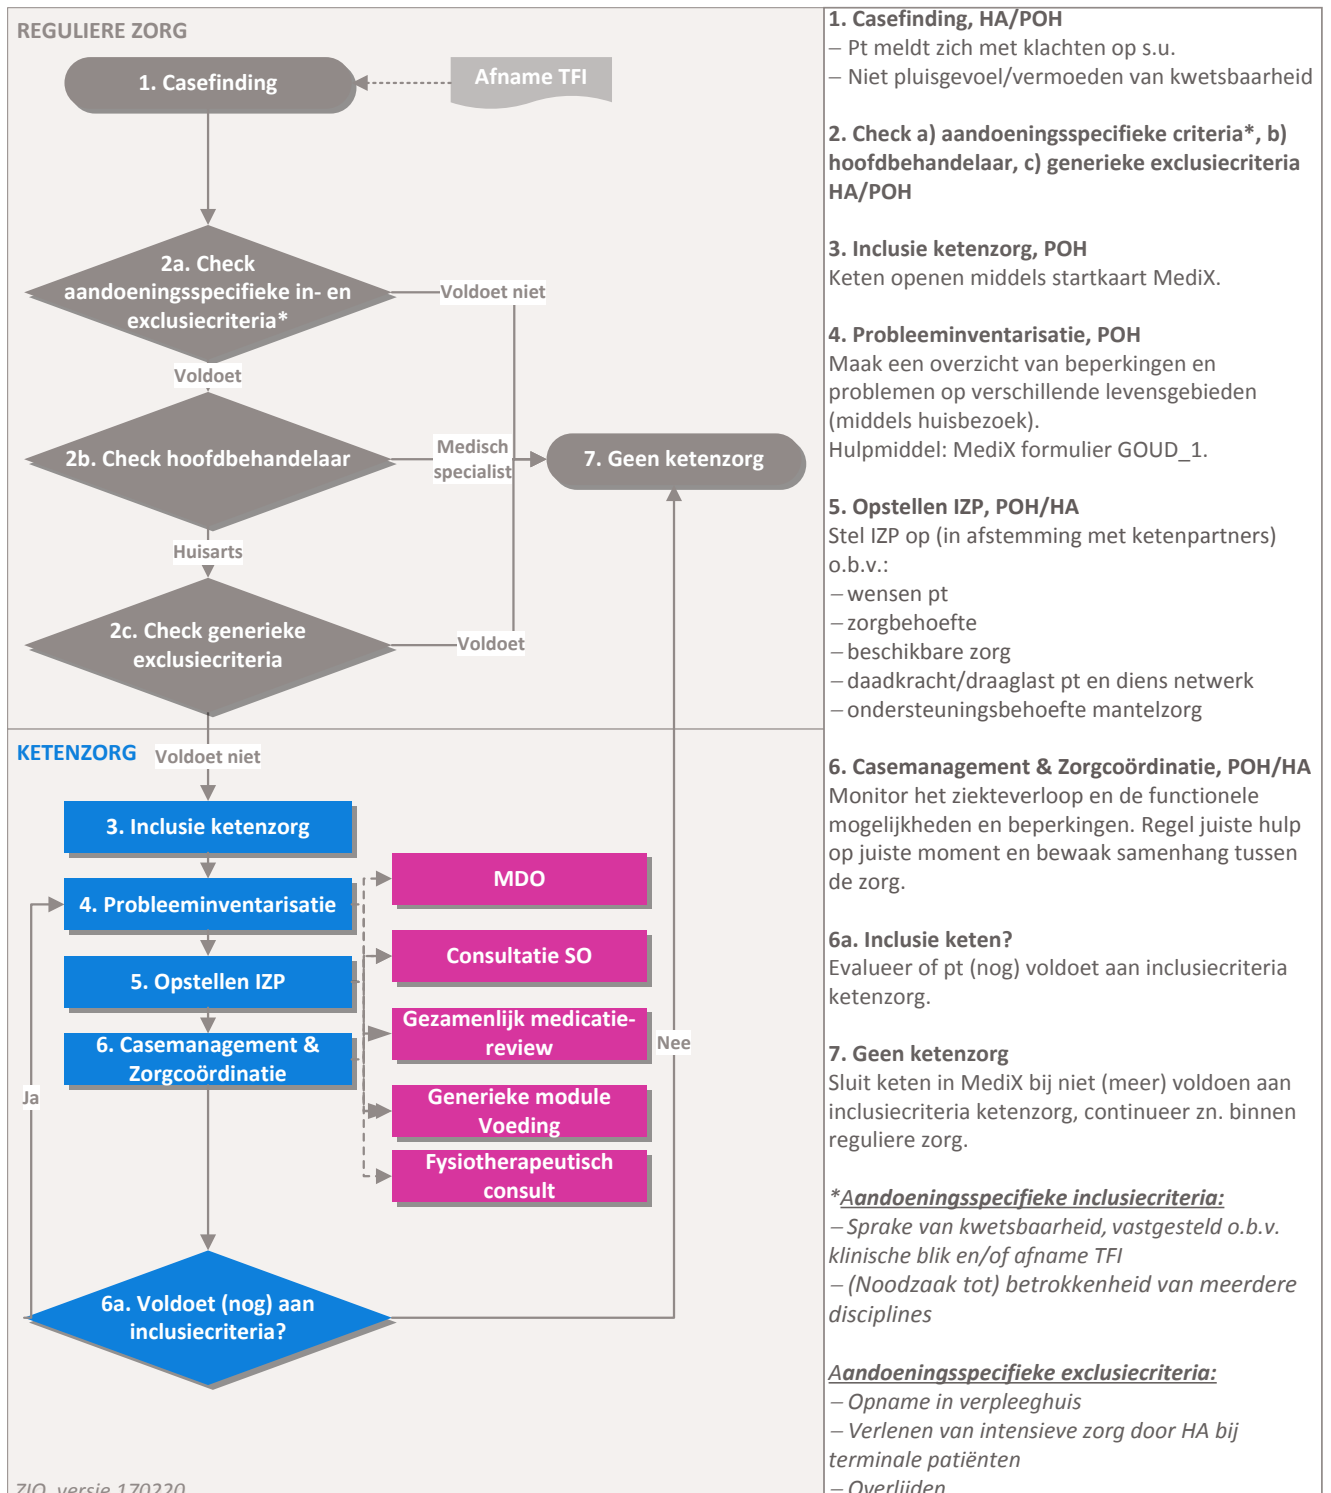 REGULIERE ZORG
1. Casefinding
Afname TFI
2a. Check
aandoeningsspecifieke in- en
exclusiecriteria*
Voldoet niet
Voldoet
2b. Check hoofdbehandelaar
Medisch
specialist
7. Geen ketenzorg
Huisarts
2c. Check generieke
exclusiecriteria
Voldoet
KETENZORG
Voldoet niet
3. Inclusie ketenzorg
4. Probleeminventarisatie
5. Opstellen IZP
6. Casemanagement &
Zorgcoördinatie
MDO
Consultatie SO
Gezamenlijk medicatie-
review
Generieke module
Voeding
Fysiotherapeutisch
consult
Nee
Ja
6a. Voldoet (nog) aan
inclusiecriteria?
ZIO, versie 170220
1. Casefinding, HA/POH
– Pt meldt zich met klachten op s.u.
– Niet pluisgevoel/vermoeden van kwetsbaarheid
2. Check a) aandoeningsspecifieke criteria*, b)
hoofdbehandelaar, c) generieke exclusiecriteria
HA/POH
3. Inclusie ketenzorg, POH
Keten openen middels startkaart MediX.
4. Probleeminventarisatie, POH
Maak een overzicht van beperkingen en
problemen op verschillende levensgebieden
(middels huisbezoek).
Hulpmiddel: MediX formulier GOUD_1.
5. Opstellen IZP, POH/HA
Stel IZP op (in afstemming met ketenpartners)
o.b.v.:
– wensen pt
– zorgbehoefte
– beschikbare zorg
– daadkracht/draaglast pt en diens netwerk
– ondersteuningsbehoefte mantelzorg
6. Casemanagement & Zorgcoördinatie, POH/HA
Monitor het ziekteverloop en de functionele
mogelijkheden en beperkingen. Regel juiste hulp
op juiste moment en bewaak samenhang tussen
de zorg.
6a. Inclusie keten?
Evalueer of pt (nog) voldoet aan inclusiecriteria
ketenzorg.
7. Geen ketenzorg
Sluit keten in MediX bij niet (meer) voldoen aan
inclusiecriteria ketenzorg, continueer zn. binnen
reguliere zorg.
*Aandoeningsspecifieke inclusiecriteria:
– Sprake van kwetsbaarheid, vastgesteld o.b.v.
klinische blik en/of afname TFI
– (Noodzaak tot) betrokkenheid van meerdere
disciplines
Aandoeningsspecifieke exclusiecriteria:
– Opname in verpleeghuis
– Verlenen van intensieve zorg door HA bij
terminale patiënten
– Overlijden